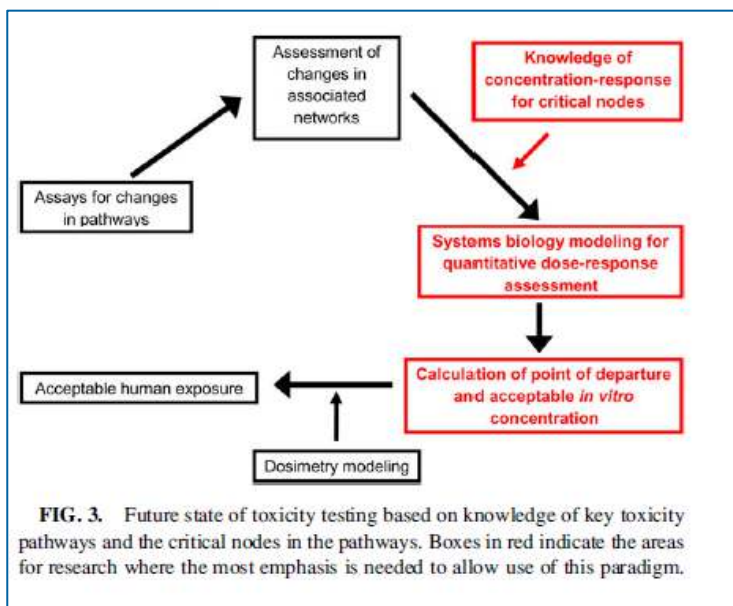 Assessment of
changes in
associated
networks
Knowledge of
concentration-response
for critical nodes
Assays for changes
in pathways
Systems biology modeling for
quantitative dose-response
assessment
Calculation of point of departure
and acceptable in vitro
concentration
Acceptable human exposure
Dosimetry modeling
FIG. 3. Future state of toxicity testing based on knowledge of key toxicity
pathways and the critical nodes in the pathways. Boxes in red indicate the areas
for research where the most emphasis is needed to allow use of this paradigm.